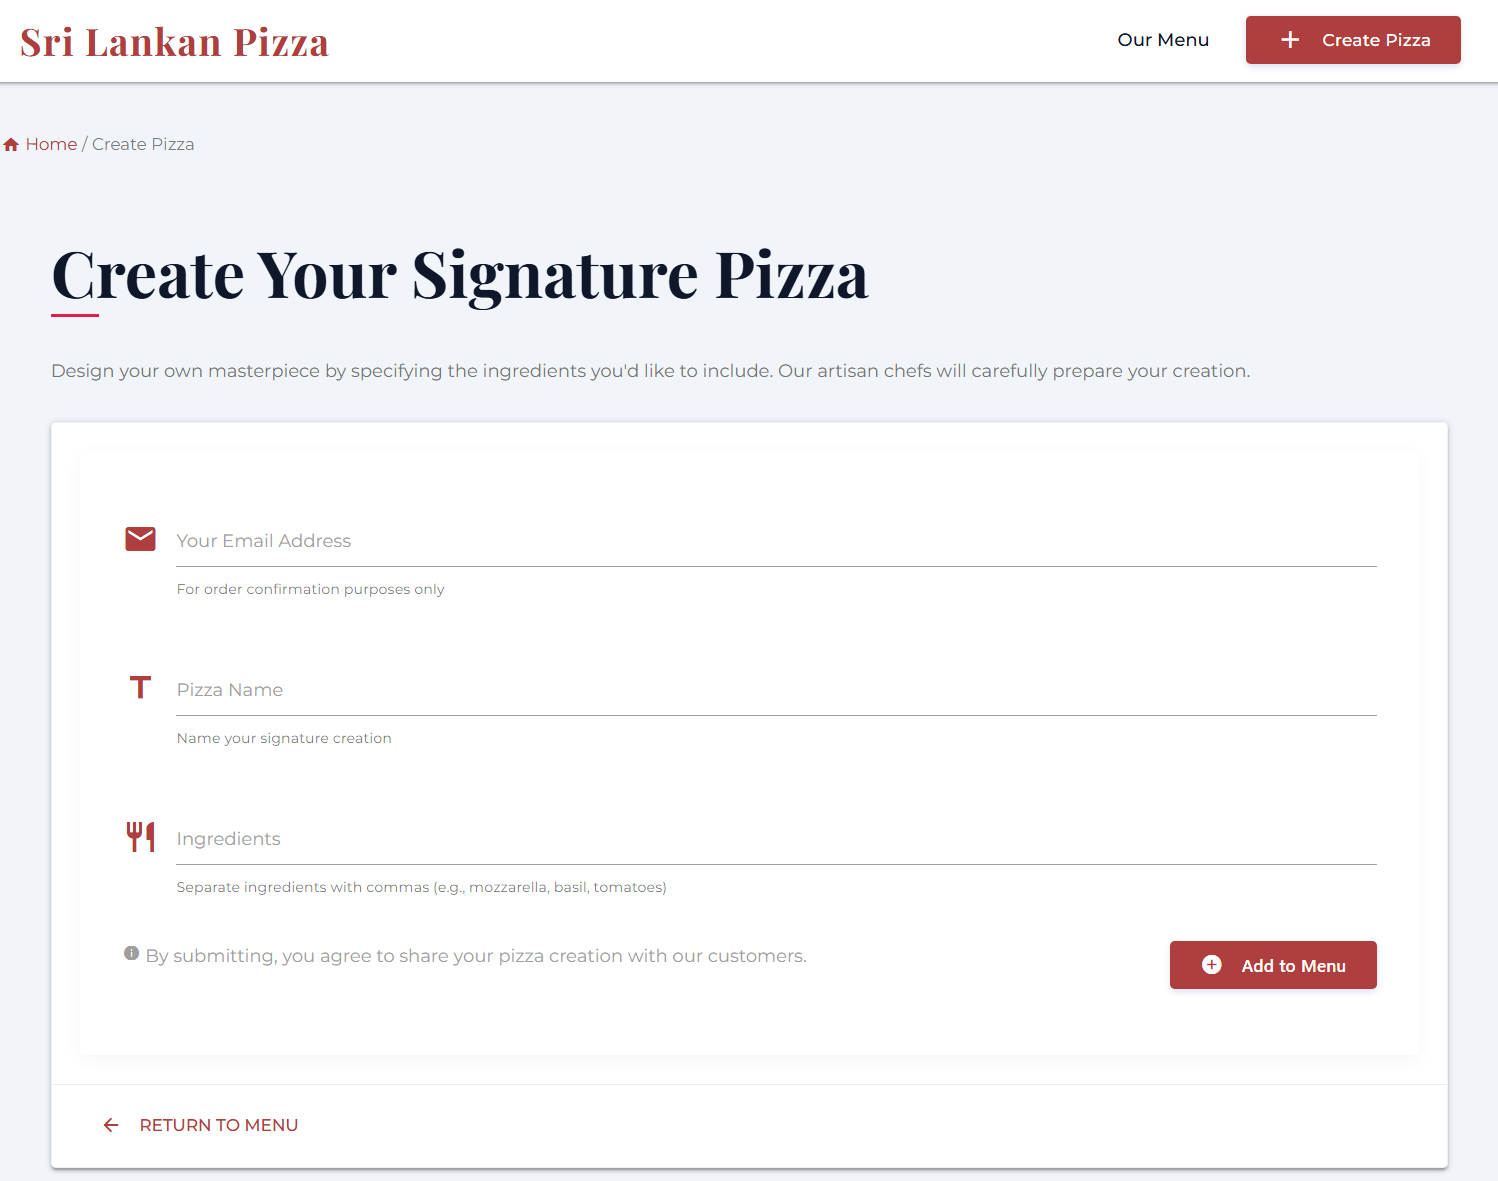 Sri Lankan Pizza
Our Menu
Create Pizza
Home / Create Pizza
Create Your Signature Pizza
Design your own masterpiece by specifying the ingredients you'd like to include. Our artisan chefs will carefully prepare your creation.
Your Email Address
For order confirmation purposes only
Pizza Name
Name your signature creation
Ingredients
Separate ingredients with commas (e.g., mozzarella, basil, tomatoes)
By submitting, you agree to share your pizza creation with our customers.
Add to Menu
RETURN TO MENU